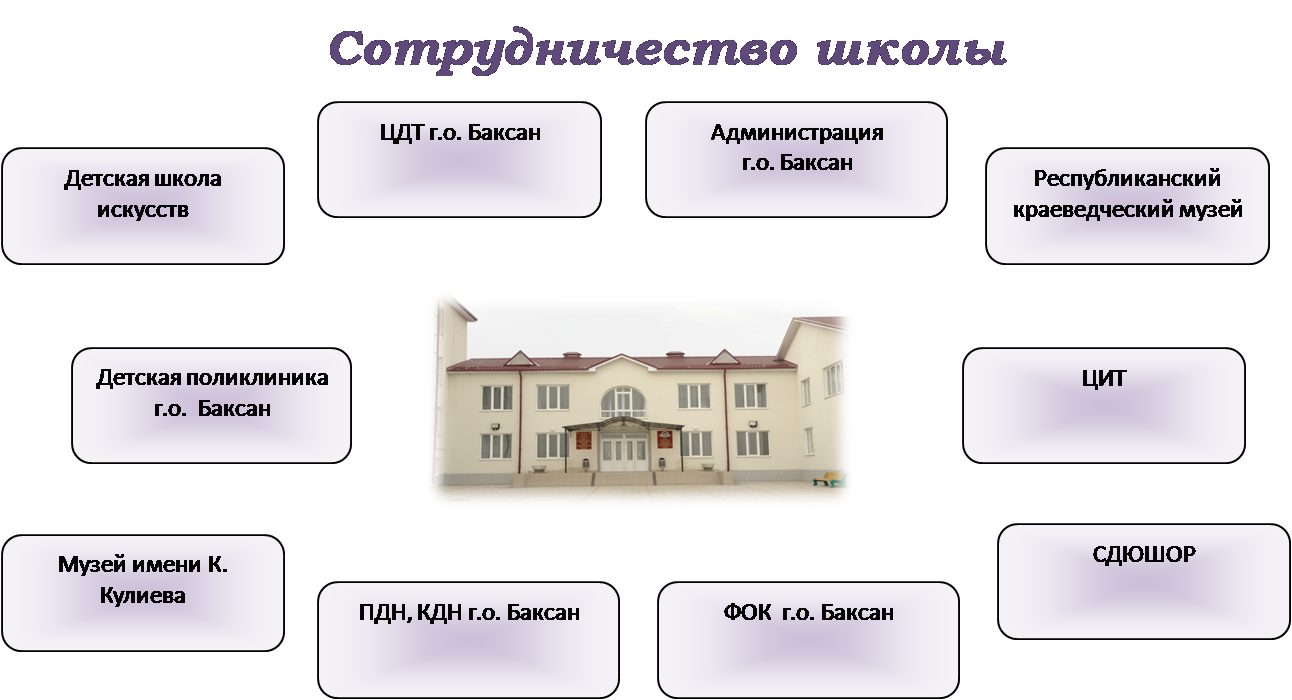 Сотрудничество школы
ЦДТ г.о. Баксан
Администрация
г.о. Баксан
Детская школа
искусств
Республиканский
краеведческий музей
Детская поликлиника
г.о. Баксан
ЦИТ
Музей имени К.
Кулиева
СДЮШОР
ПДН, КДН г.о. Баксан
ФОК г.о. Баксан